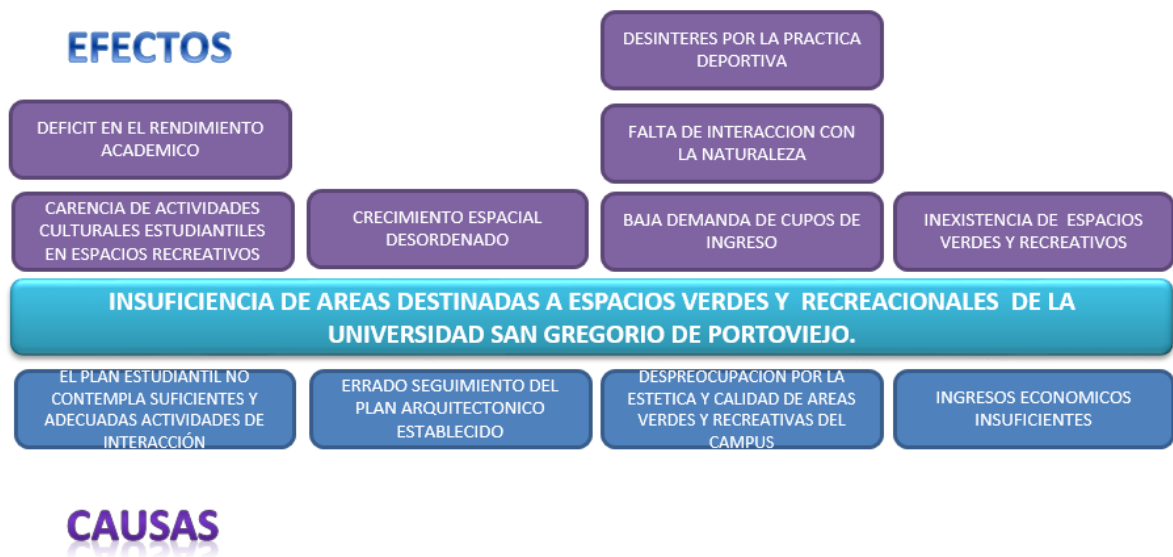 EFECTOS
DESINTERES POR LA PRACTICA
DEPORTIVA
DEFICIT EN EL RENDIMIENTO
ACADEMICO
FALTA DE INTERACCION CON
LA NATURALEZA
CARENCIA DE ACTIVIDADES
CULTURALES ESTUDIANTILES
EN ESPACIOS RECREATIVOS
CRECIMIENTO ESPACIAL
DESORDENADO
BAJA DEMANDA DE CUPOS DE
INGRESO
INEXISTENCIA DE ESPACIOS
VERDES Y RECREATIVOS
INSUFICIENCIA DE AREAS DESTINADAS A ESPACIOS VERDES Y RECREACIONALES DE LA
UNIVERSIDAD SAN GREGORIO DE PORTOVIEJO.
EL PLAN ESTUDIANTIL NO
CONTEMPLA SUFICIENTES Y
ADECUADAS ACTIVIDADES DE
INTERACCIÓN
ERRADO SEGUIMIENTO DEL
PLAN ARQUITECTONICO
ESTABLECIDO
DESPREOCUPACION POR LA
ESTETICA Y CALIDAD DE AREAS
VERDES Y RECREATIVAS DEL
CAMPUS
INGRESOS ECONOMICOS
INSUFICIENTES
CAUSAS